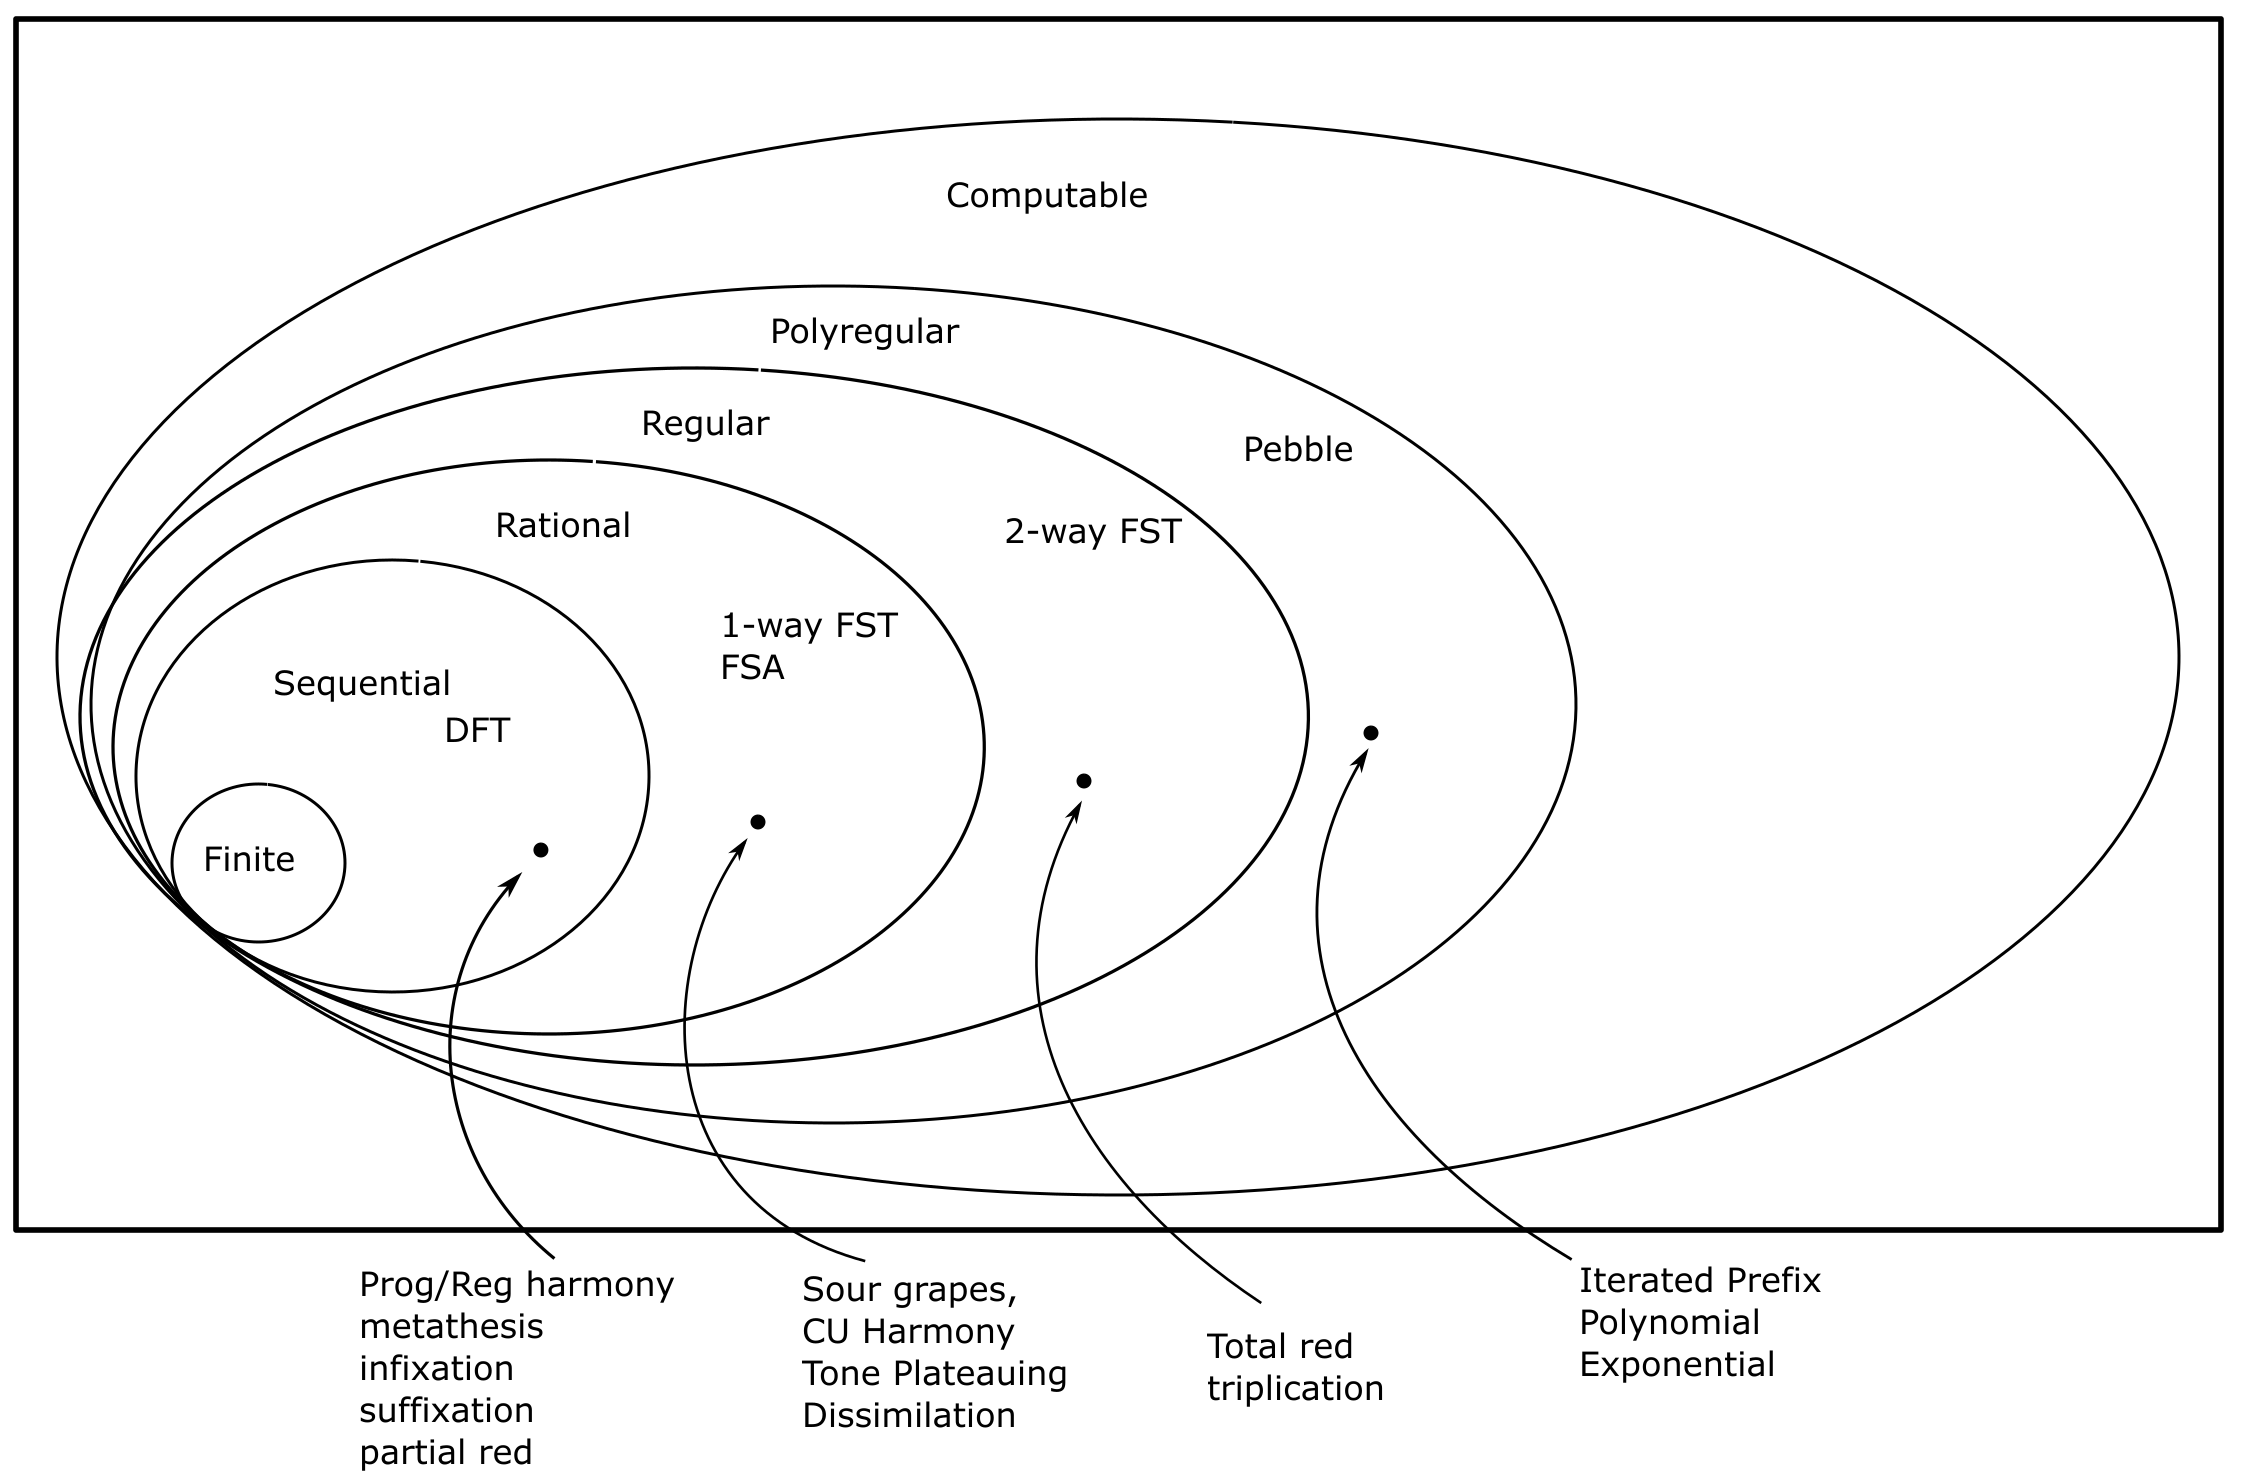 Computable
Polyregular
Regular
Pebble
Rational
2-way FST
1-way FST
FSA
Sequential
DFT
Finite
Prog/Reg harmony
metathesis
infixation
suffixation
partial red
Sour grapes,
CU Harmony
Tone Plateauing
Dissimilation
Total red
triplication
Iterated Prefix
Polynomial
Exponential